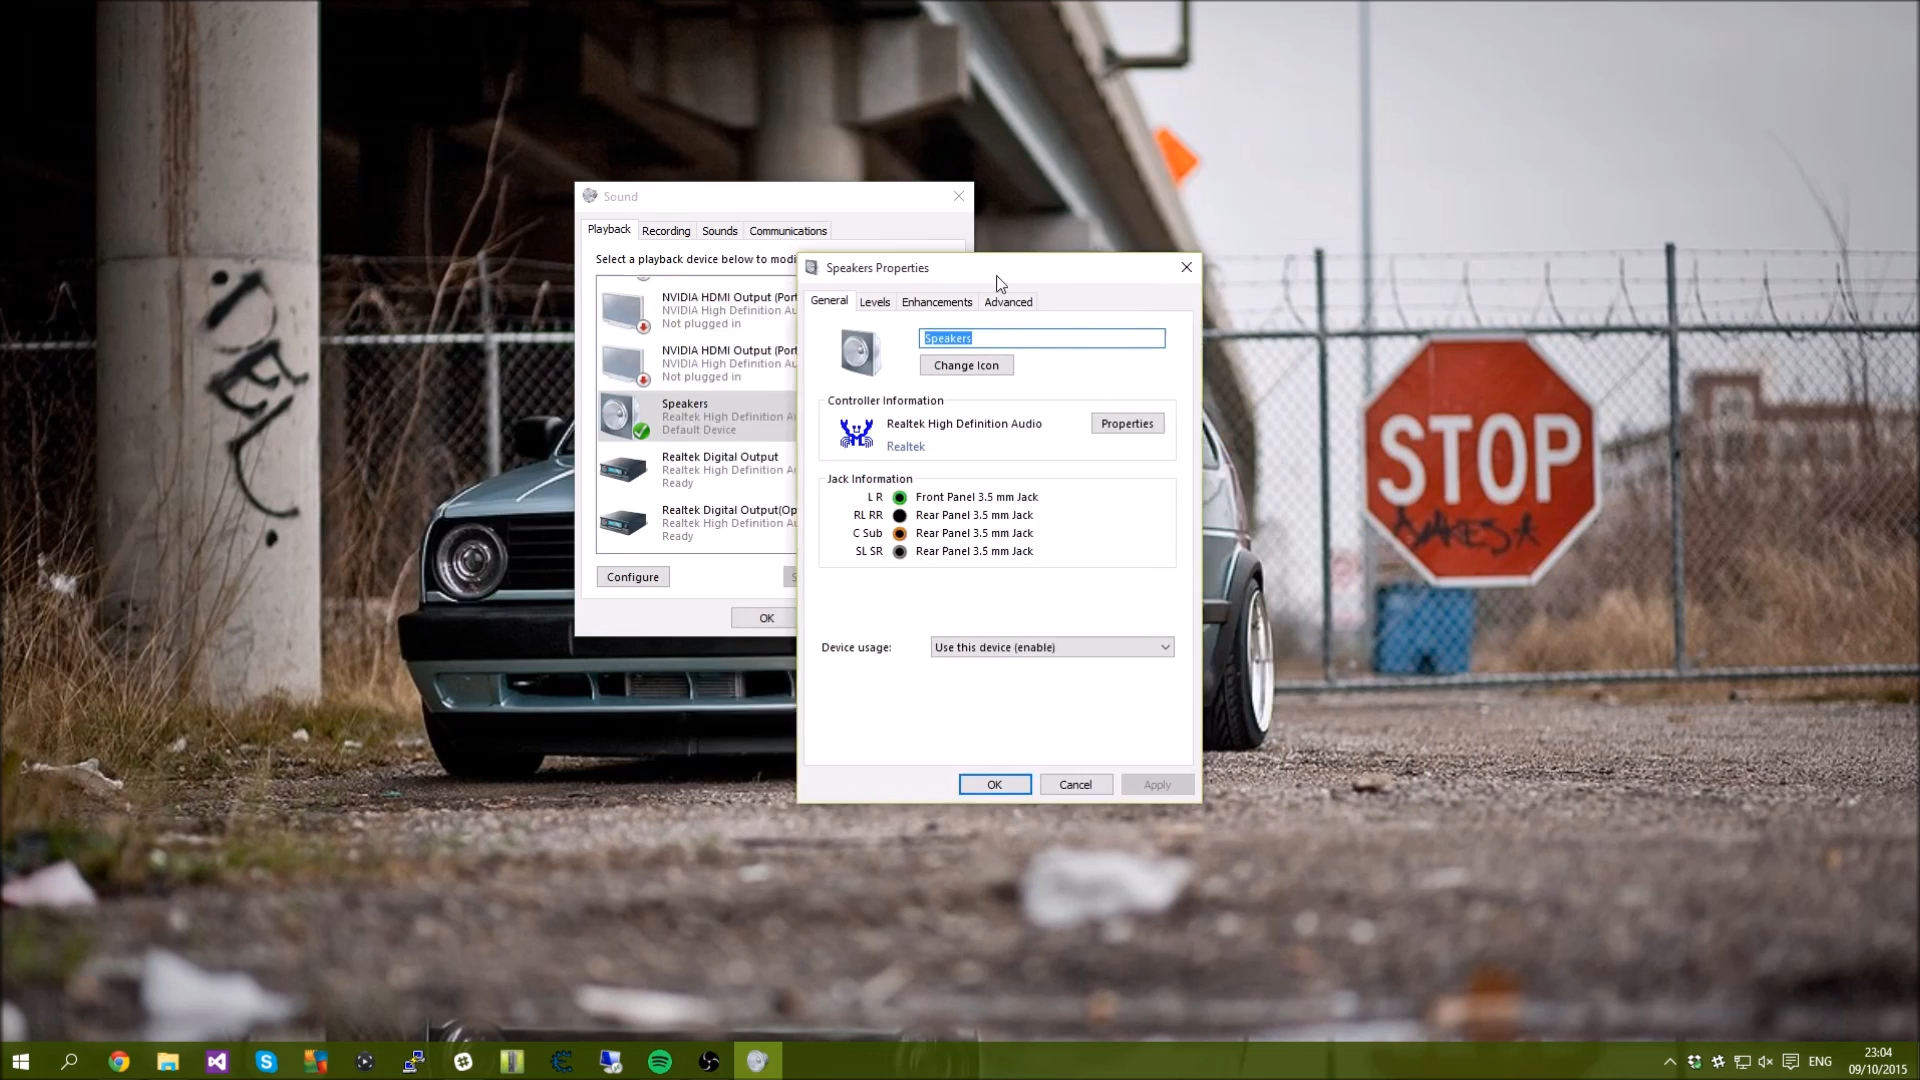 Sound
Playback
Recording
Sounds
Communications
Select a playback device below to modi
NVIDIA HDMI Output (Port
NVIDIA High Definition Au
Not plugged in
NVIDIA HDMI Output (Port
NVIDIA High Definition Au
Not plugged in
Speakers
Realtek High Definition Au
Default Device
Realtek Digital Output
Realtek High Definition Au
Ready
Realtek Digital Output(Op
Realtek High Definition Au
Ready
Configure
S
OK
Speakers Properties
General
Levels
Enhancements
Advanced
Speakers
Change Icon
Controller Information
Realtek High Definition Audio
Properties
Realtek
Jack Information
L R Front Panel 3.5 mm Jack
RL RR Rear Panel 3.5 mm Jack
C Sub Rear Panel 3.5 mm Jack
SL SR Rear Panel 3.5 mm Jack
Device usage:
Use this device (enable)
OK
Cancel
Apply
STOP
ENG
23:04
09/10/2015